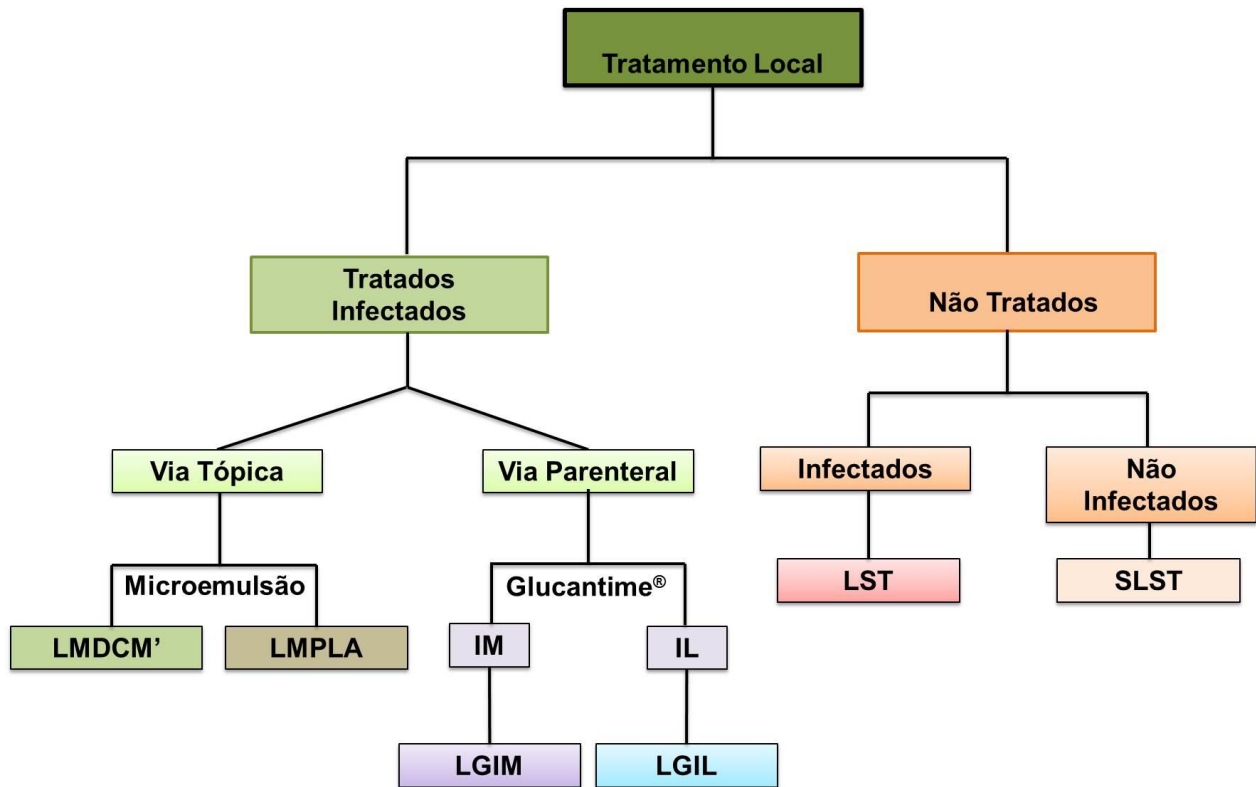 Tratamento Local
Tratados
Infectados
Não Tratados
Via Tópica
Via Parenteral
Infectados
Não
Infectados
Microemulsão
Glucantime®
LST
SLST
LMDCM’
LMPLA
IM
IL
LGIM
LGIL